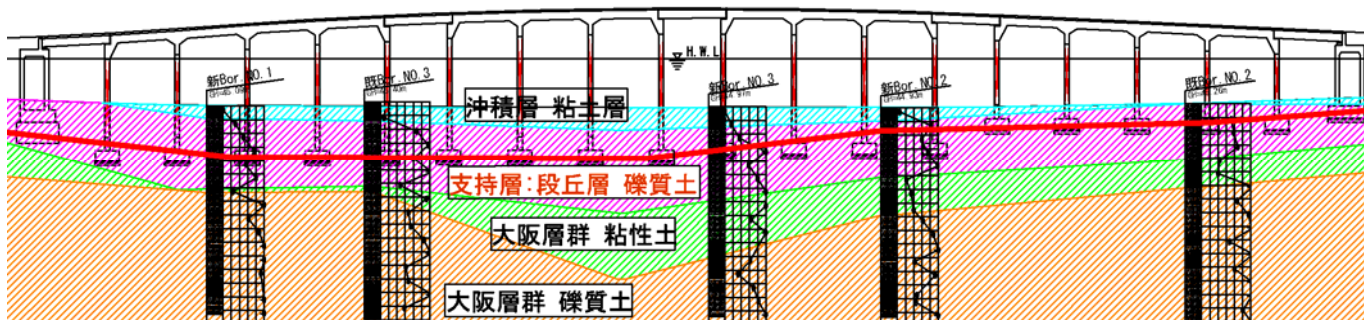 H.W.L
新Bor.NO.1
既Bor.NO.3
新Bor.NO.3
新Bor.NO.2
既Bor.NO.2
沖積層 粘土層
支持層:段丘層 礫質土
大阪層群 粘性土
大阪層群 礫質土